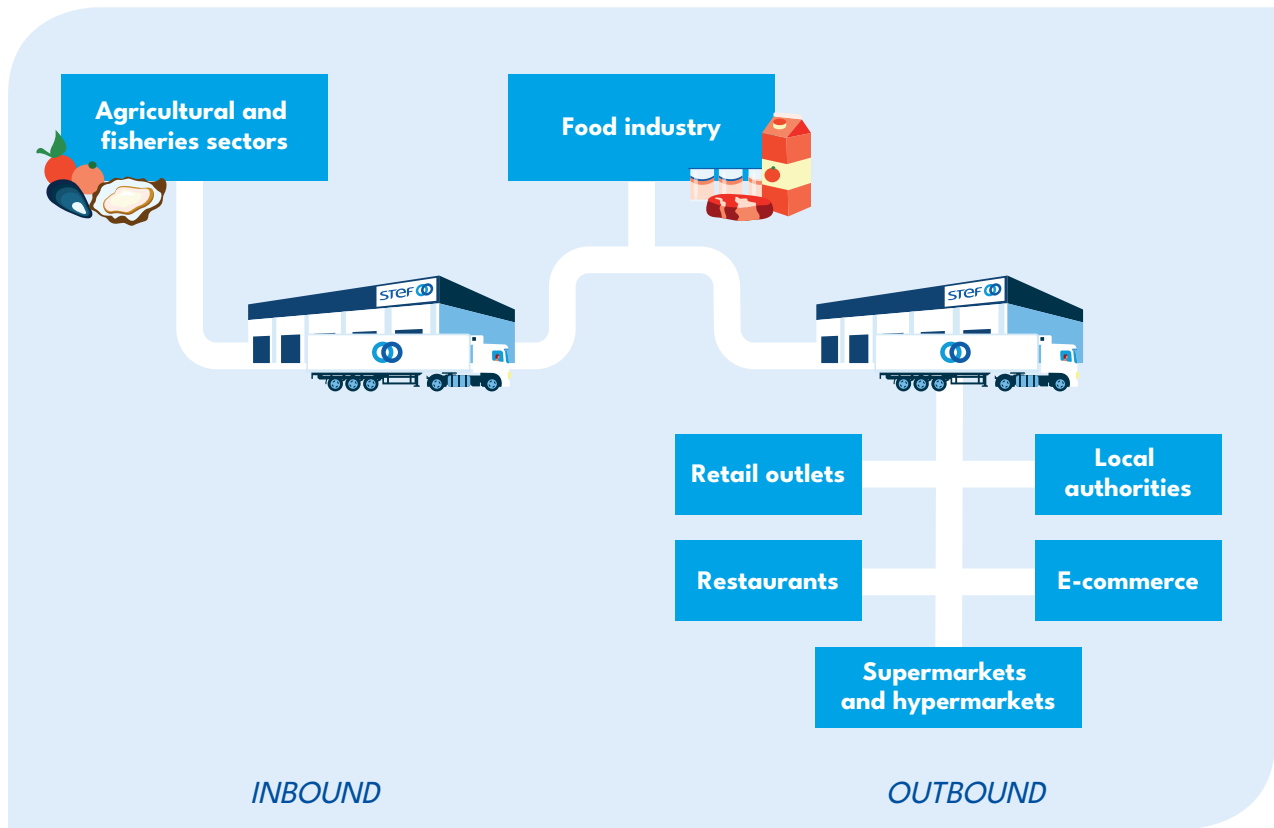 Agricultural and
fisheries sectors
Food industry
STEF
STEF
Retail outlets
Local
authorities
Restaurants
E-commerce
Supermarkets
and hypermarkets
INBOUND
OUTBOUND